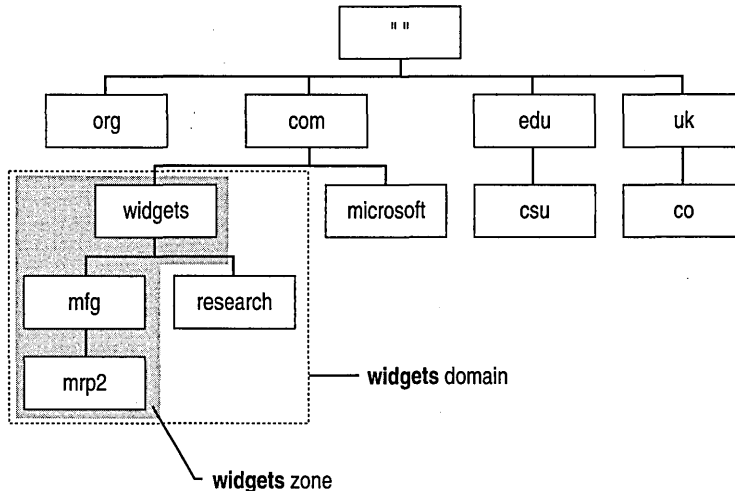 " "
org
com
edu
uk
widgets
microsoft
csu
co
mfg
research
mrp2
widgets domain
widgets zone